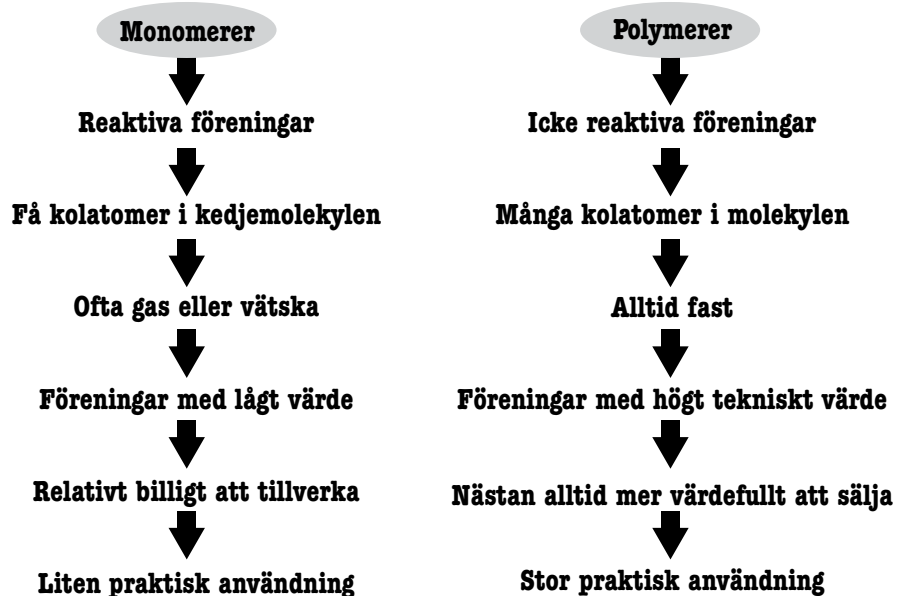 Monomerer
Reaktiva föreningar
Få kolatomer i kedjemolekylen
Ofta gas eller vätska
Föreningar med lågt värde
Relativt billigt att tillverka
Liten praktisk användning
Polymerer
Icke reaktiva föreningar
Många kolatomer i molekylen
Alltid fast
Föreningar med högt tekniskt värde
Nästan alltid mer värdefullt att sälja
Stor praktisk användning